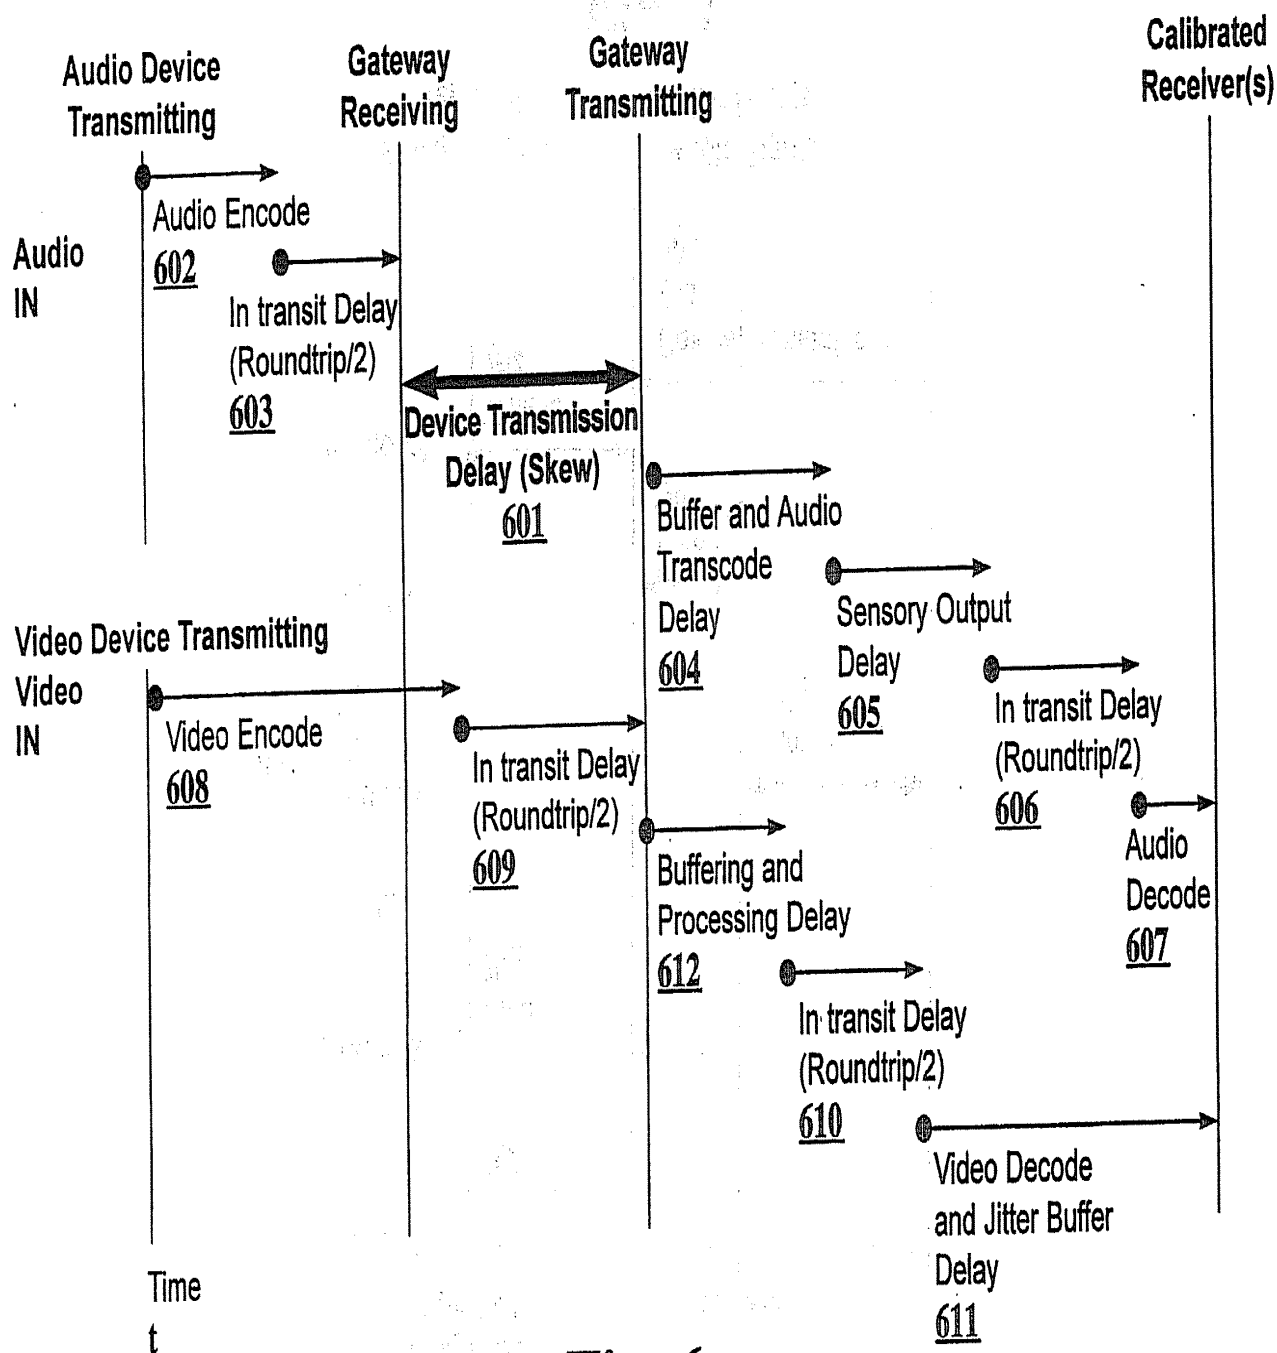 Audio Device
Transmitting
Gateway
Receiving
Gateway
Transmitting
Calibrated
Receiver(s)
Audio
IN
Audio Encode
602
In transit Delay
(Roundtrip/2)
603
Device Transmission
Delay (Skew)
601
Buffer and Audio
Transcode
Delay
604
Sensory Output
Delay
605
In transit Delay
(Roundtrip/2)
606
Audio
Decode
607
Video Device Transmitting
Video
IN
Video Encode
608
In transit Delay
(Roundtrip/2)
609
Buffering and
Processing Delay
612
In transit Delay
(Roundtrip/2)
610
Video Decode
and Jitter Buffer
Delay
611
Time
t